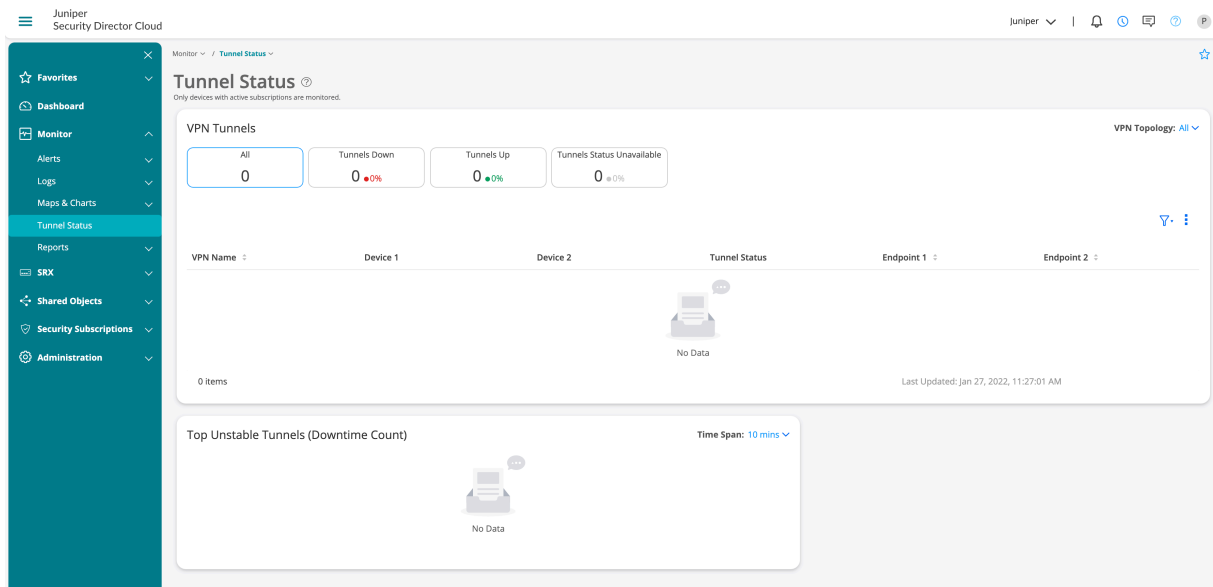 Juniper
Security Director Cloud
Juniper
P
Monitor / Tunnel Status
Favorites
Dashboard
Monitor
Alerts
Logs
Maps & Charts
Tunnel Status
Reports
SRX
Shared Objects
Security Subscriptions
Administration
Tunnel Status
Only devices with active subscriptions are monitored.
VPN Tunnels
VPN Topology: All
All
0
Tunnels Down
0 0%
Tunnels Up
0 0%
Tunnels Status Unavailable
0 0%
VPN Name Device 1 Device 2 Tunnel Status Endpoint 1 Endpoint 2
No Data
0 items
Last Updated: Jan 27, 2022, 11:27:01 AM
Top Unstable Tunnels (Downtime Count)
Time Span: 10 mins
No Data